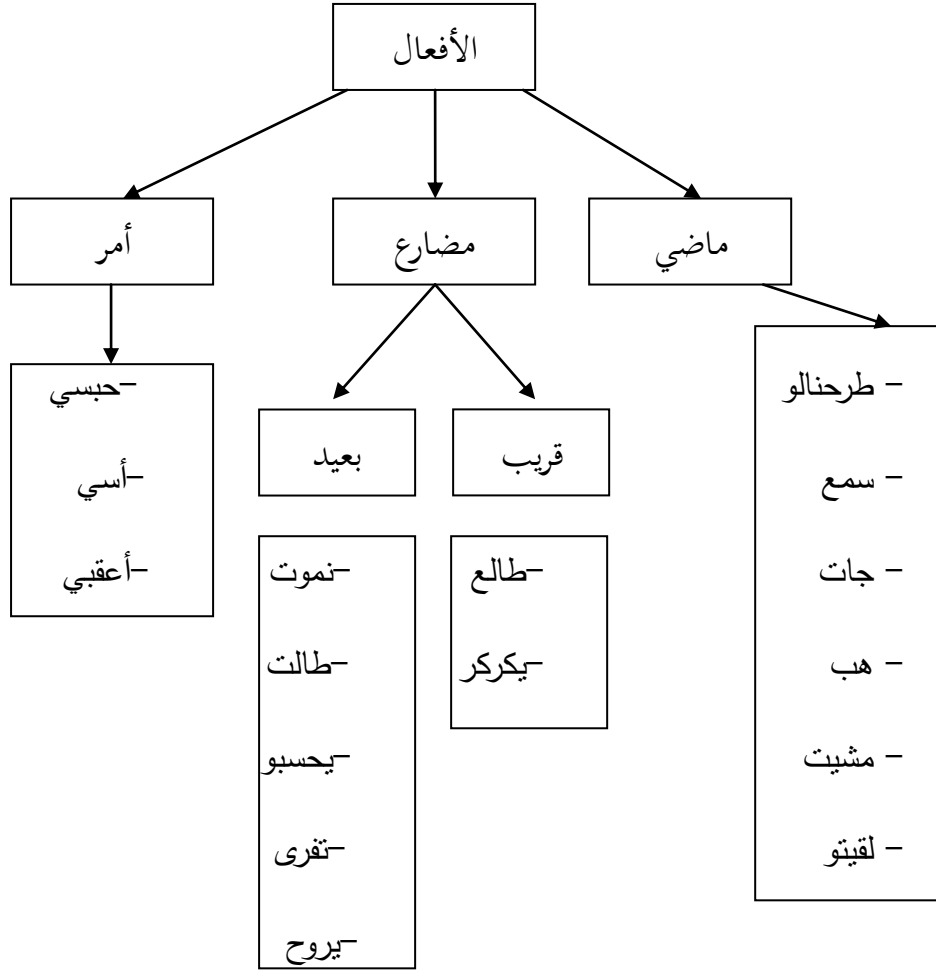 الأفعال
ماضي
مضارع
أمر
– طرحنالو
– سمع
– جات
– هب
– مشيت
– لقيتو
قريب
–طالع
–يكركر
بعيد
–نموت
–طالت
–يحسبو
–تفرى
–يروح
–حبسي
–أسي
–أعقبي